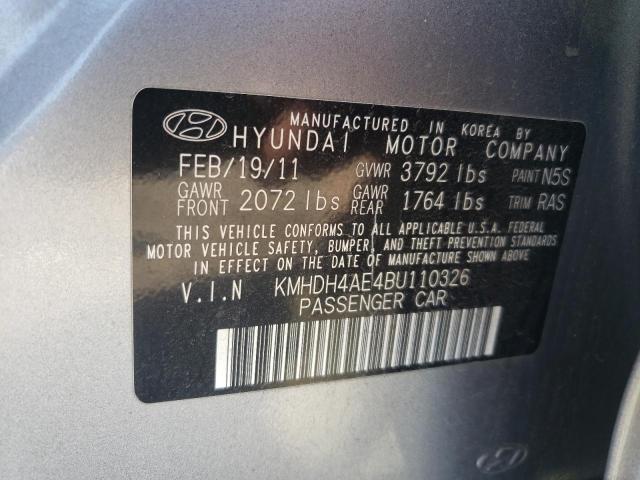 MANUFACTURED IN KOREA BY
HYUNDAI MOTOR COMPANY
FEB/19/11 GVWR 3792 lbs PAINT N5S
GAWR FRONT 2072 lbs GAWR REAR 1764 lbs TRIM RAS
THIS VEHICLE CONFORMS TO ALL APPLICABLE U.S.A. FEDERAL
MOTOR VEHICLE SAFETY, BUMPER, AND THEFT PREVENTION STANDARDS
IN EFFECT ON THE DATE OF MANUFACTURE SHOWN ABOVE.
V.I.N KMHDH4AE4BU110326
PASSENGER CAR